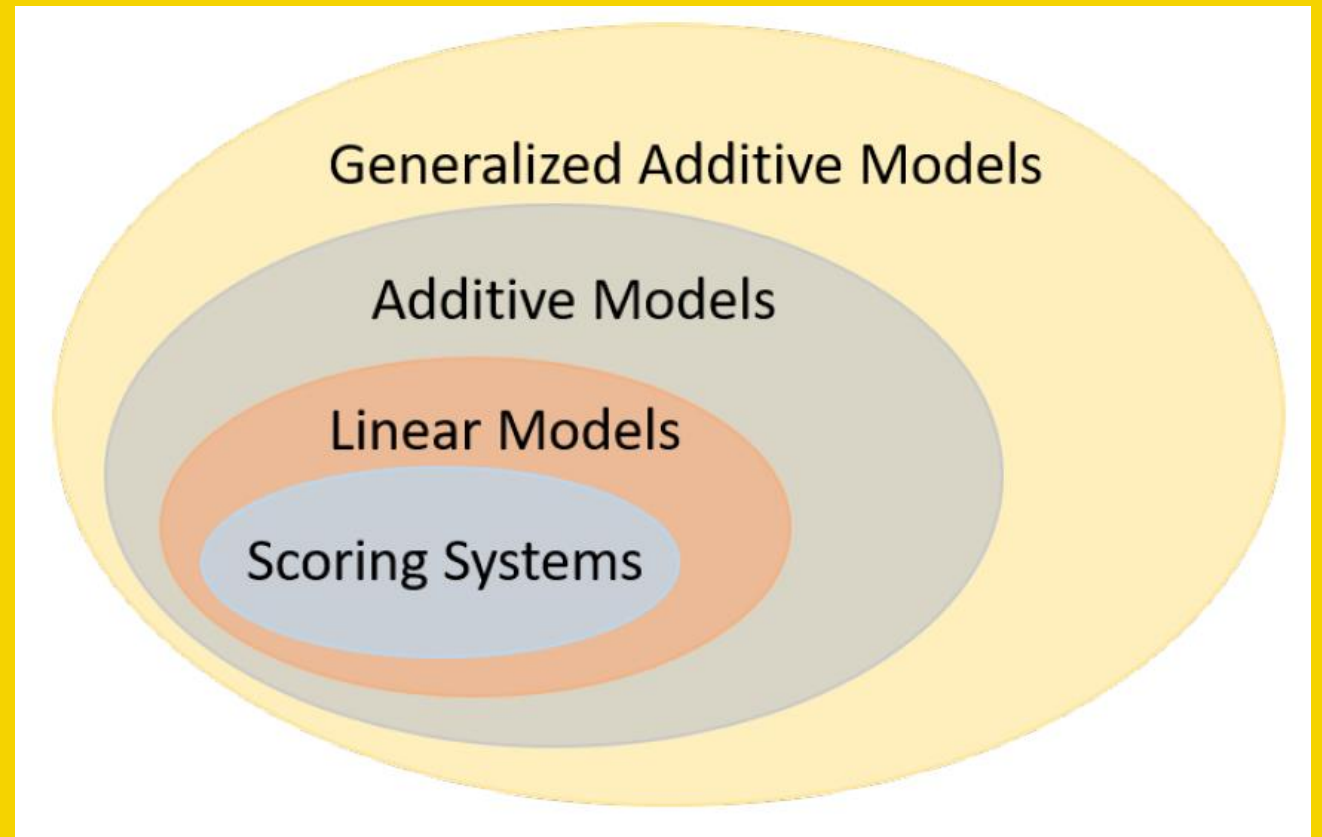 Generalized Additive Models
Additive Models
Linear Models
Scoring Systems